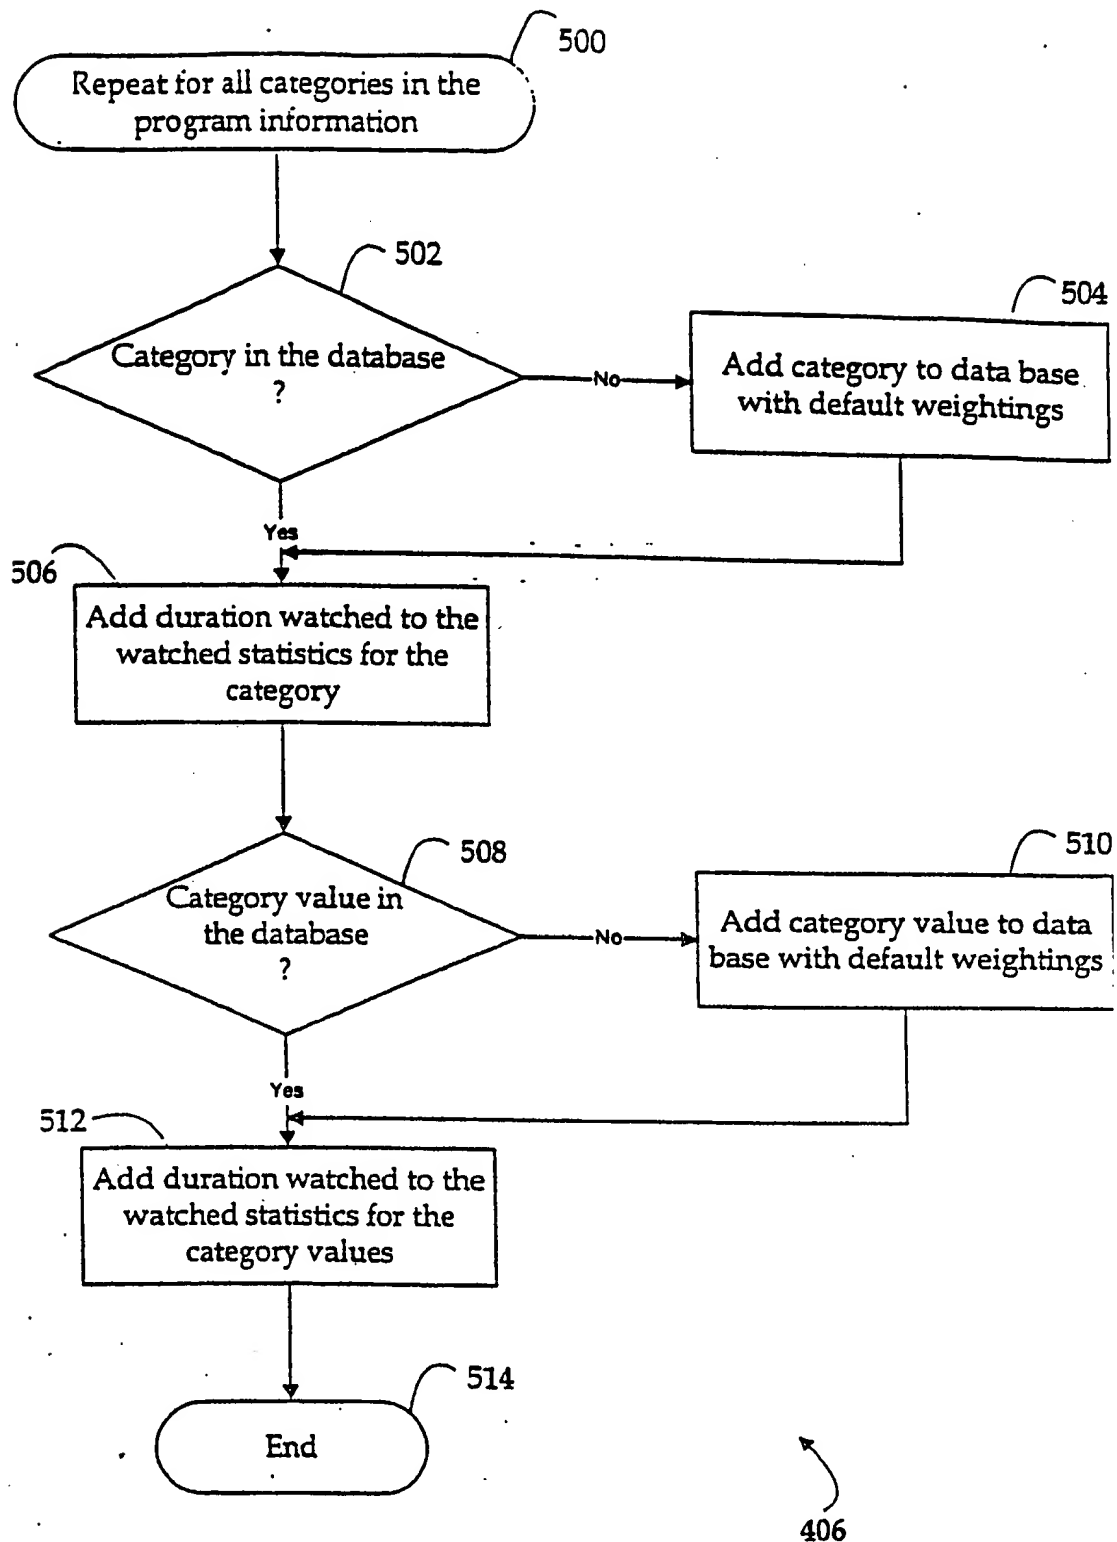 500
Repeat for all categories in the
program information
502
Category in the database
?
No
504
Add category to data base
with default weightings
Yes
506
Add duration watched to the
watched statistics for the
category
508
Category value in
the database
?
No
510
Add category value to data
base with default weightings
Yes
512
Add duration watched to the
watched statistics for the
category values
514
End
406